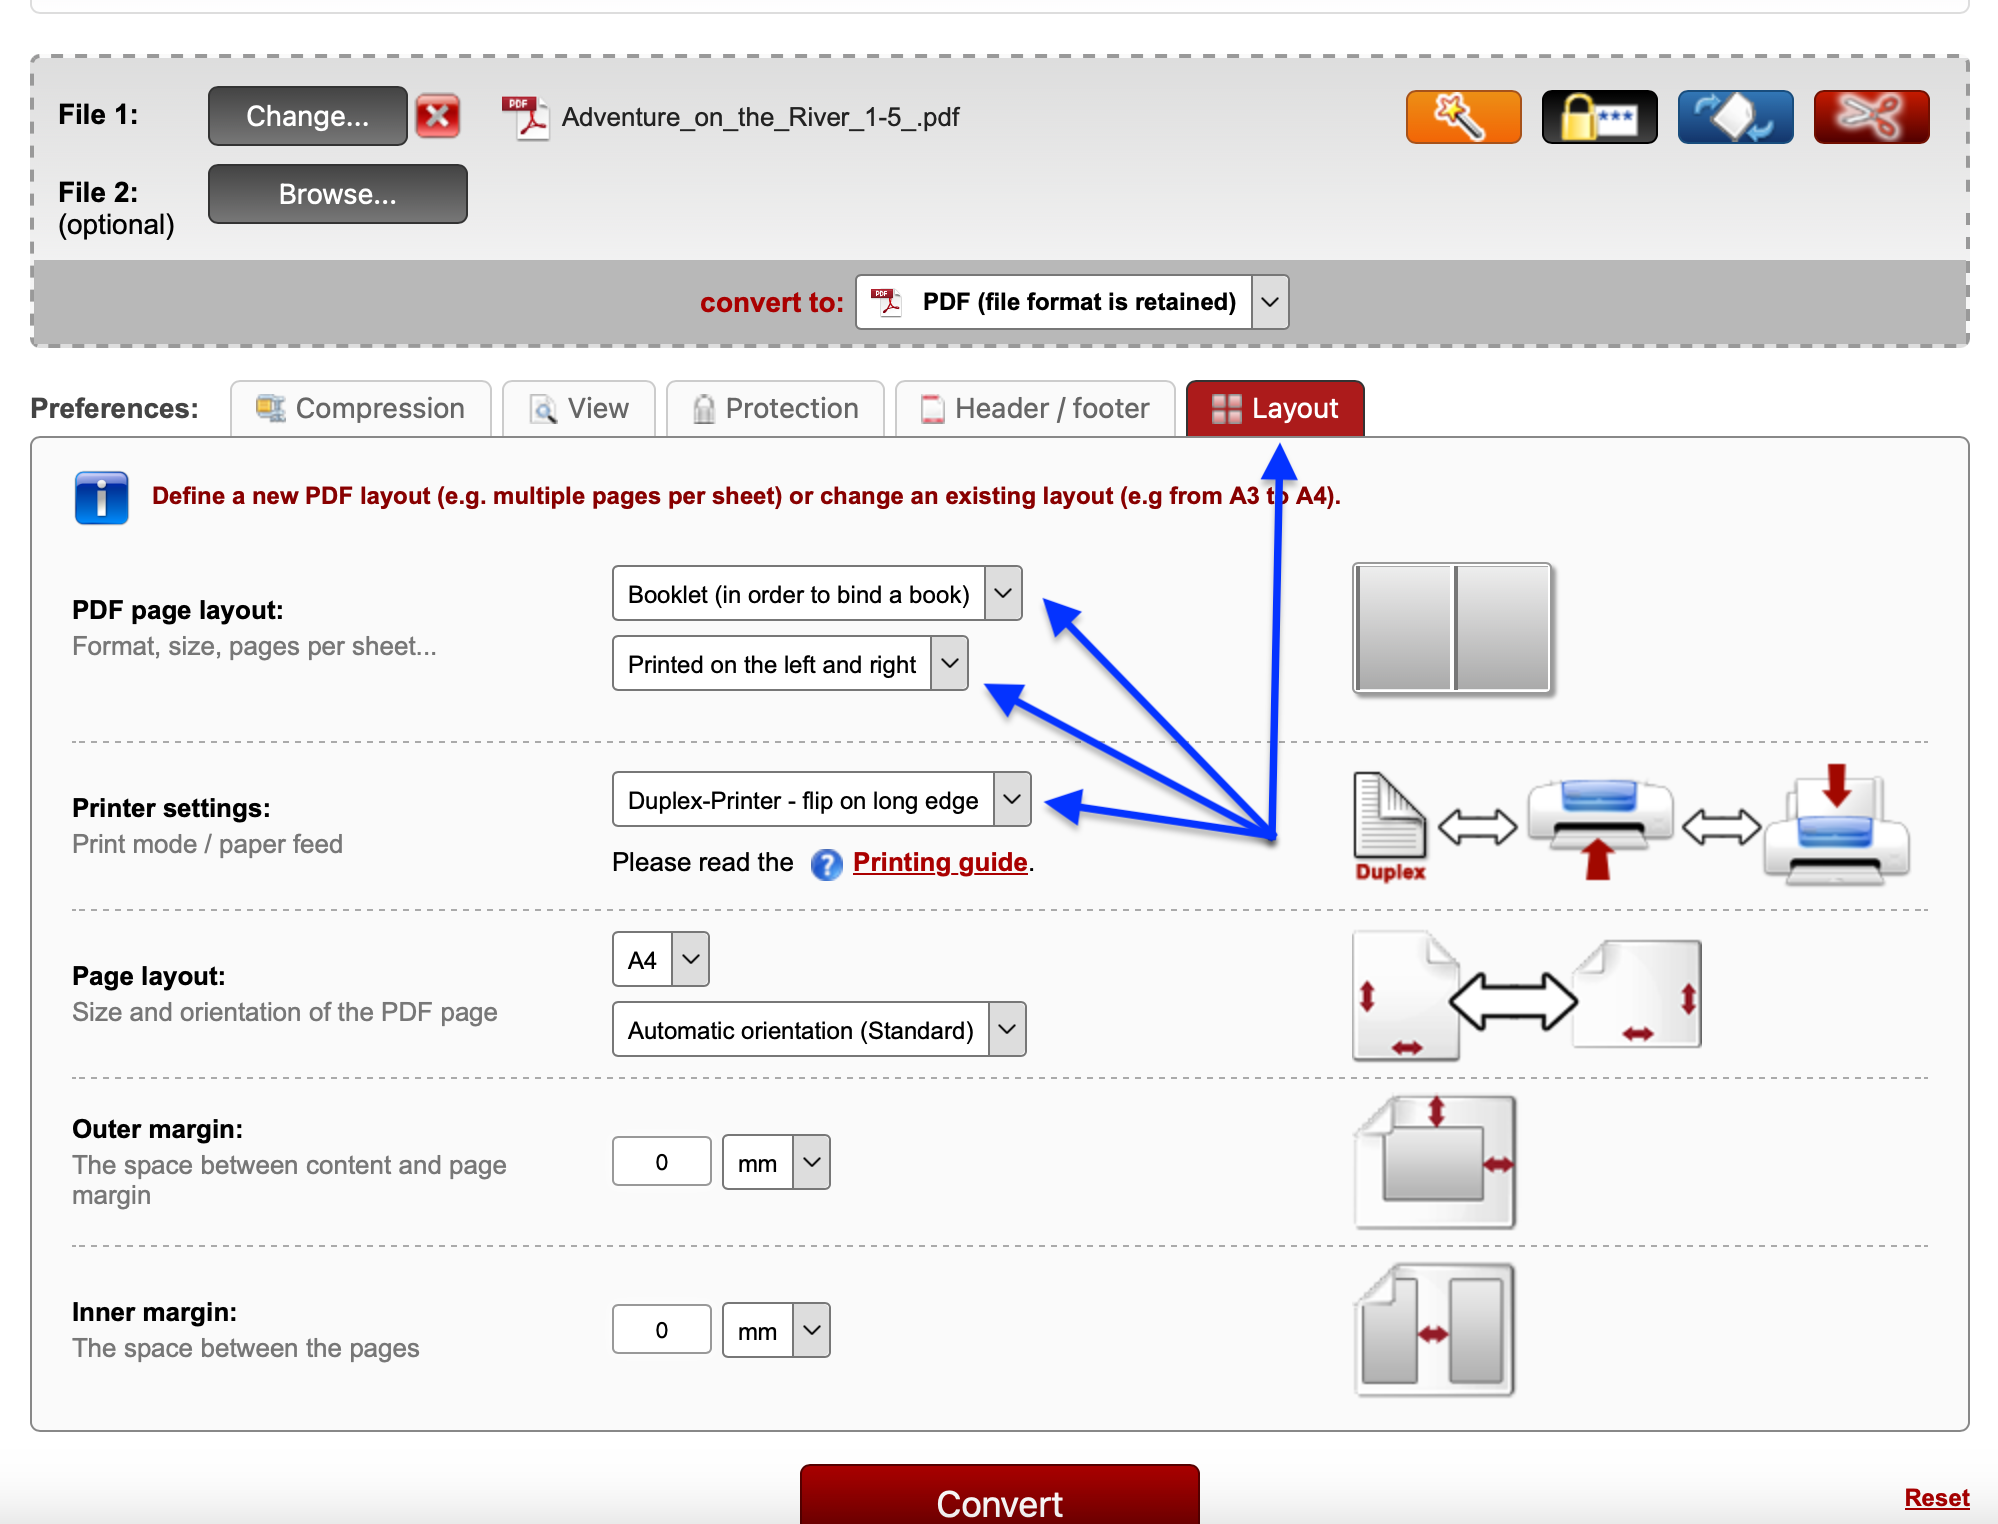 File 1:
Change...
PDF
Adventure_on_the_River_1-5_.pdf
***
File 2:
(optional)
Browse...
convert to:
PDF
PDF (file format is retained)
Preferences:
Compression
View
Protection
Header / footer
Layout
i
Define a new PDF layout (e.g. multiple pages per sheet) or change an existing layout (e.g from A3 to A4).
PDF page layout:
Format, size, pages per sheet...
Booklet (in order to bind a book)
Printed on the left and right
Printer settings:
Print mode / paper feed
Duplex-Printer - flip on long edge
Please read the ? Printing guide.
Duplex
Page layout:
Size and orientation of the PDF page
A4
Automatic orientation (Standard)
Outer margin:
The space between content and page
margin
0
mm
Inner margin:
The space between the pages
0
mm
Convert
Reset